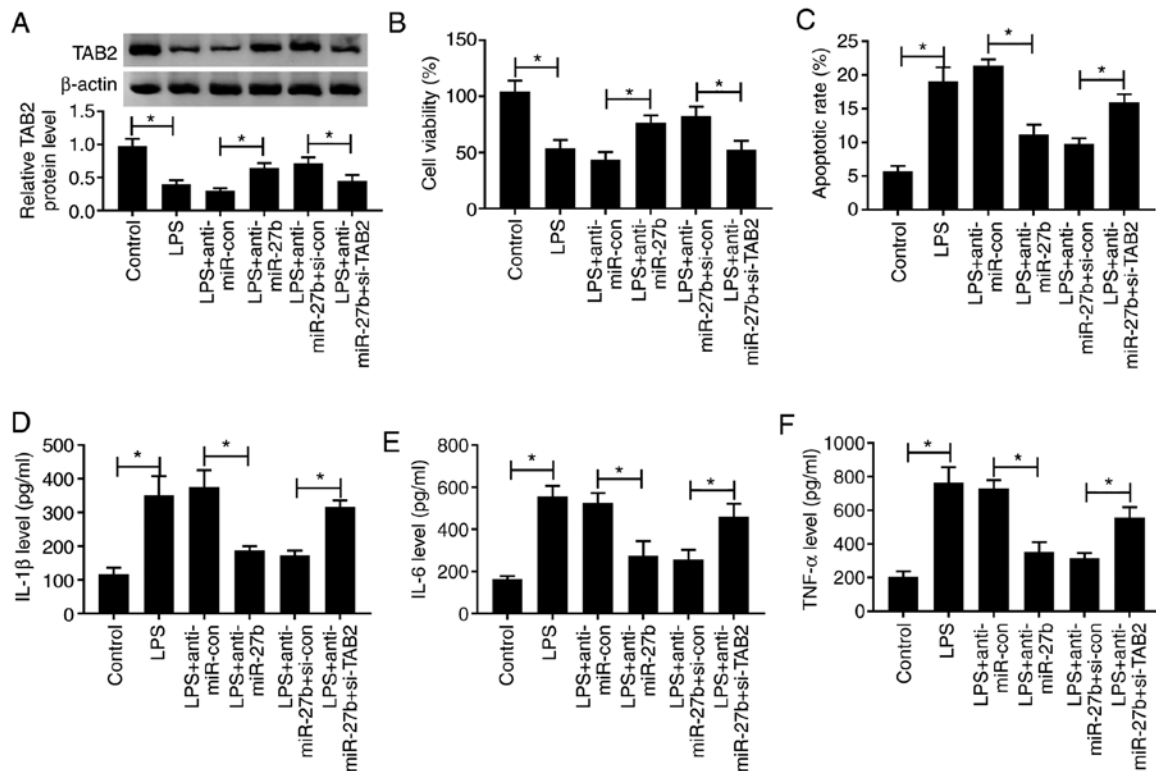 A
TAB2
β-actin
Relative TAB2
protein level
1.0
0.5
0.0
*
*
*
Control
LPS
LPS+anti-
miR-con
LPS+anti-
miR-27b
LPS+anti-
miR-27b+si-con
LPS+anti-
miR-27b+si-TAB2
B
Cell viability (%)
150
100
50
0
*
*
*
Control
LPS
LPS+anti-
miR-con
LPS+anti-
miR-27b
LPS+anti-
miR-27b+si-con
LPS+anti-
miR-27b+si-TAB2
C
Apoptotic rate (%)
25
20
15
10
5
0
*
*
*
Control
LPS
LPS+anti-
miR-con
LPS+anti-
miR-27b
LPS+anti-
miR-27b+si-con
LPS+anti-
miR-27b+si-TAB2
D
IL-1β level (pg/ml)
500
400
300
200
100
0
*
*
*
Control
LPS
LPS+anti-
miR-con
LPS+anti-
miR-27b
LPS+anti-
miR-27b+si-con
LPS+anti-
miR-27b+si-TAB2
E
IL-6 level (pg/ml)
800
600
400
200
0
*
*
*
Control
LPS
LPS+anti-
miR-con
LPS+anti-
miR-27b
LPS+anti-
miR-27b+si-con
LPS+anti-
miR-27b+si-TAB2
F
TNF-α level (pg/ml)
1000
800
600
400
200
0
*
*
*
Control
LPS
LPS+anti-
miR-con
LPS+anti-
miR-27b
LPS+anti-
miR-27b+si-con
LPS+anti-
miR-27b+si-TAB2